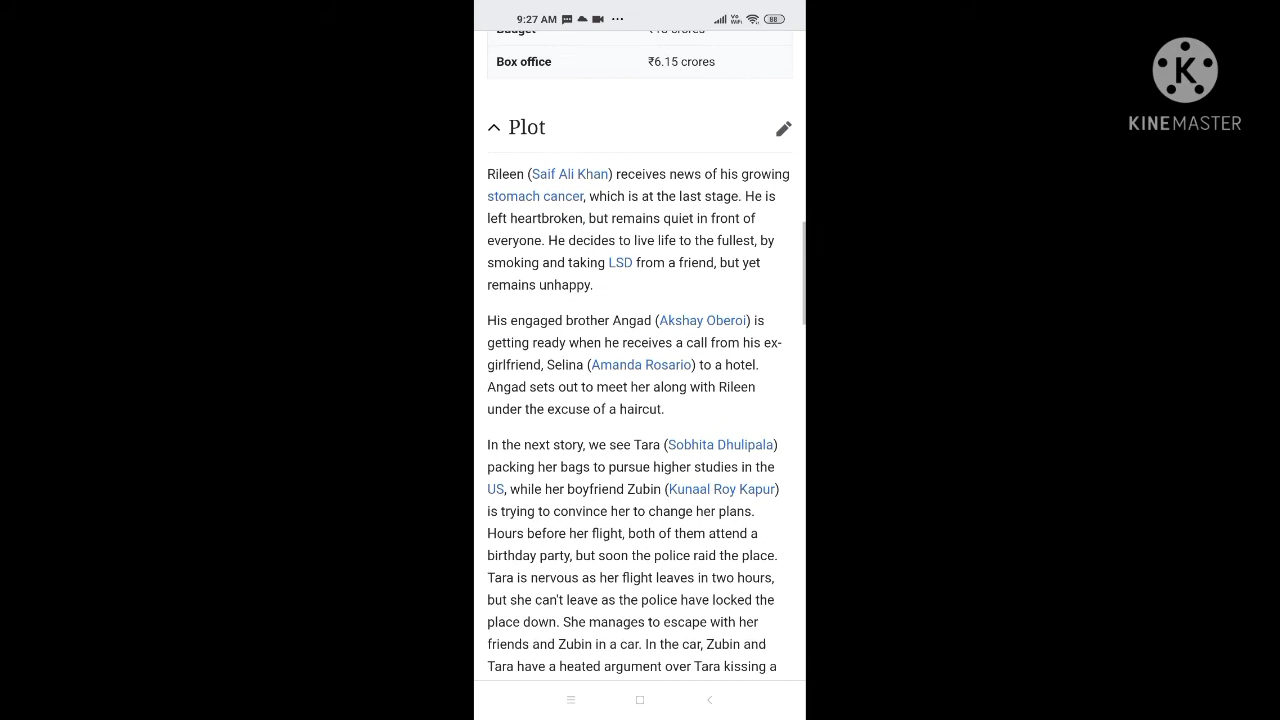 9:27 AM
88
Budget ₹18 crores
Box office ₹6.15 crores
Plot
Rileen (Saif Ali Khan) receives news of his growing
stomach cancer, which is at the last stage. He is
left heartbroken, but remains quiet in front of
everyone. He decides to live life to the fullest, by
smoking and taking LSD from a friend, but yet
remains unhappy.
His engaged brother Angad (Akshay Oberoi) is
getting ready when he receives a call from his ex-
girlfriend, Selina (Amanda Rosario) to a hotel.
Angad sets out to meet her along with Rileen
under the excuse of a haircut.
In the next story, we see Tara (Sobhita Dhulipala)
packing her bags to pursue higher studies in the
US, while her boyfriend Zubin (Kunaal Roy Kapur)
is trying to convince her to change her plans.
Hours before her flight, both of them attend a
birthday party, but soon the police raid the place.
Tara is nervous as her flight leaves in two hours,
but she can't leave as the police have locked the
place down. She manages to escape with her
friends and Zubin in a car. In the car, Zubin and
Tara have a heated argument over Tara kissing a
K
KINEMASTER